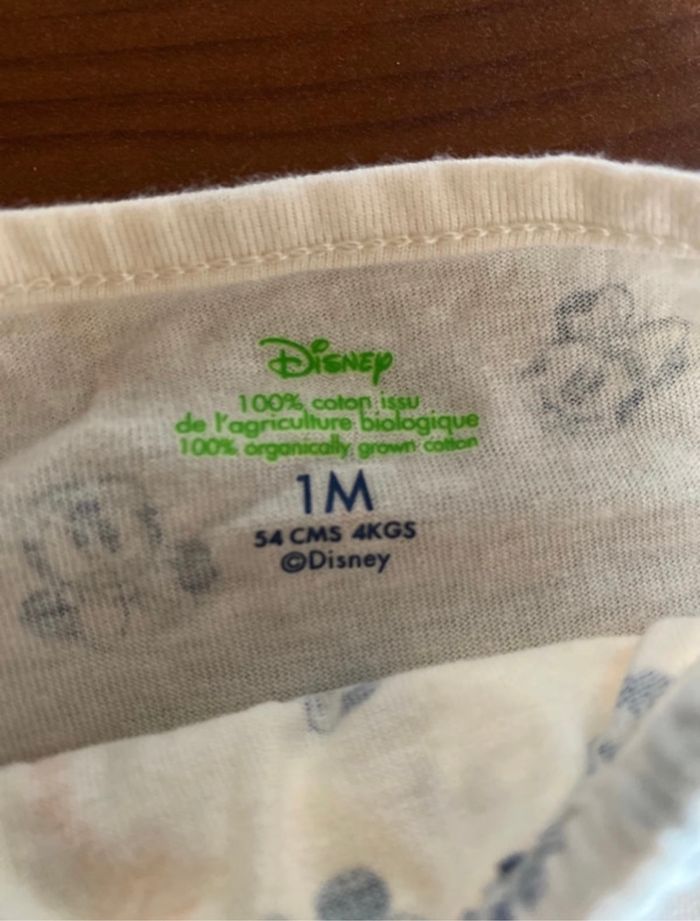 Disney
100% coton issu
de l'agriculture biologique
100% organically grown cotton
1M
54 CMS 4KGS
©Disney